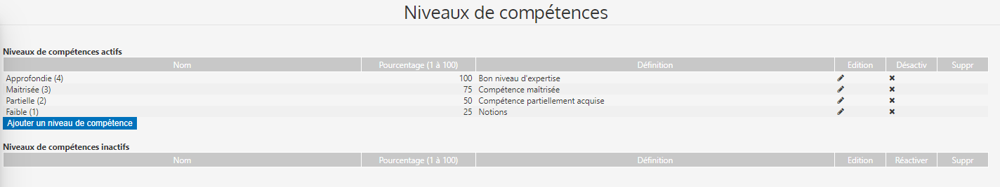 Niveaux de compétences
Niveaux de compétences actifs
Nom Pourcentage (1 à 100) Définition Edition Désactiv Suppr
Approfondie (4) 100 Bon niveau d'expertise
Maitrisée (3) 75 Compétence maîtrisée
Partielle (2) 50 Compétence partiellement acquise
Faible (1) 25 Notions
Ajouter un niveau de compétence
Niveaux de compétences inactifs
Nom Pourcentage (1 à 100) Définition Edition Réactiver Suppr